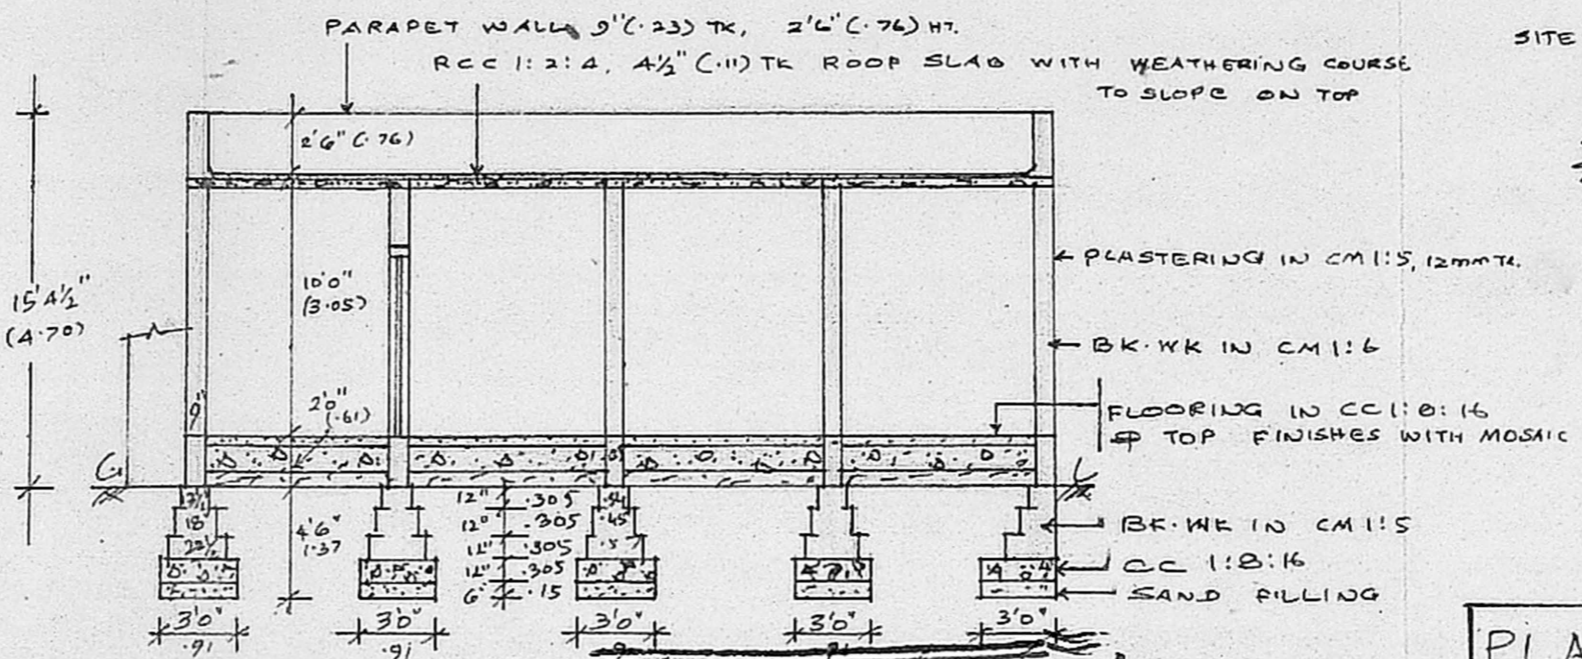 PARAPET WALL 9"(.23) TK, 2'6"(.76) HT.
SITE
RCC 1:2:4, 4½"(.11) TK ROOF SLAB WITH WEATHERING COURSE
TO SLOPE ON TOP
2'6"(.76)
15'4½"
(4.70)
10'0"
(3.05)
PLASTERING IN CM 1:5, 12mm TK.
BK.WK IN CM 1:6
9"
2'0"
(.61)
FLOORING IN CC 1:8:16
TOP FINISHES WITH MOSAIC
G
L
12" .305
18 12" .305 .45
4'6"
1.37
22½ 12" .305
12" .305
6" .15
BK.WK IN CM 1:5
CC 1:8:16
SAND FILLING
3'0" 3'0" 3'0" 3'0" 3'0"
.91 .91
PLA